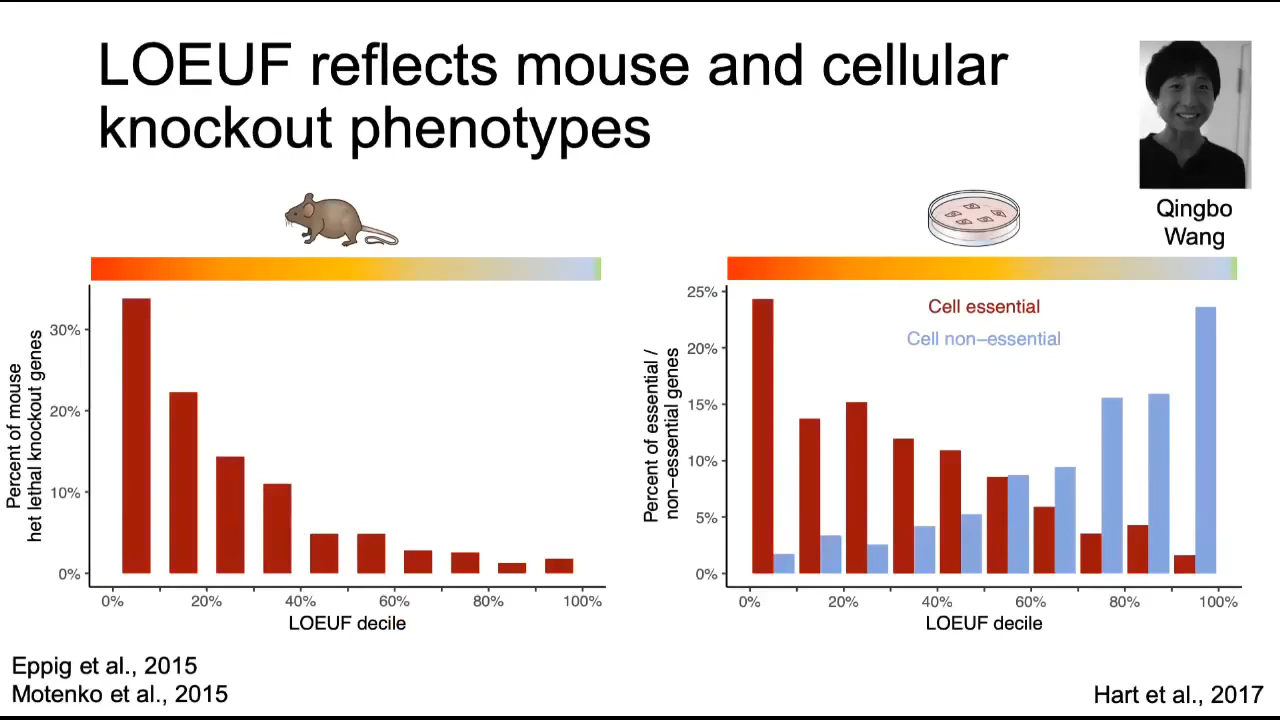 LOEUF reflects mouse and cellular
knockout phenotypes
Qingbo
Wang
Percent of mouse
het lethal knockout genes
30%
20%
10%
0%
0%
20%
40%
60%
80%
100%
LOEUF decile
Percent of essential /
non−essential genes
25%
20%
15%
10%
5%
0%
Cell essential
Cell non−essential
0%
20%
40%
60%
80%
100%
LOEUF decile
Eppig et al., 2015
Motenko et al., 2015
Hart et al., 2017